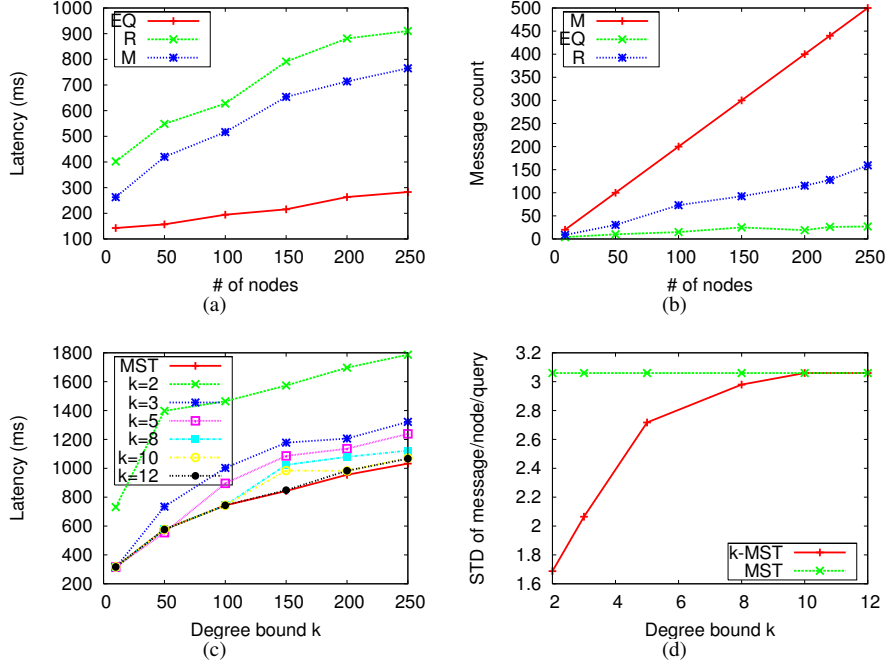 1000
900
800
700
600
500
400
300
200
100
Latency (ms)
EQ
R
M
0 50 100 150 200 250
# of nodes
(a)
500
450
400
350
300
250
200
150
100
50
0
Message count
M
EQ
R
0 50 100 150 200 250
# of nodes
(b)
1800
1600
1400
1200
1000
800
600
400
200
Latency (ms)
MST
k=2
k=3
k=5
k=8
k=10
k=12
0 50 100 150 200 250
Degree bound k
(c)
3.2
3
2.8
2.6
2.4
2.2
2
1.8
1.6
STD of message/node/query
k-MST
MST
2 4 6 8 10 12
Degree bound k
(d)